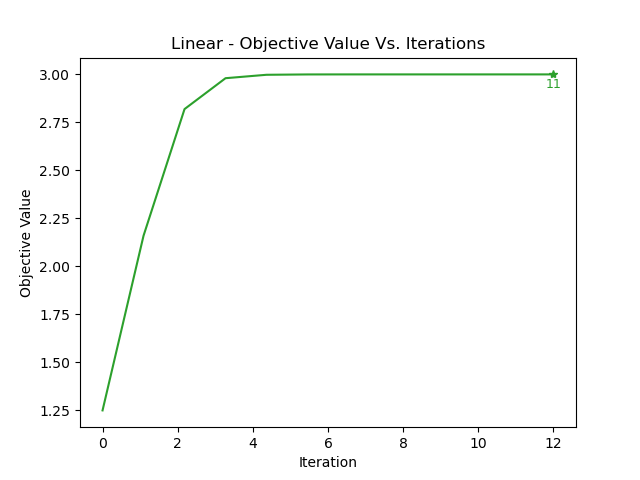 Linear - Objective Value Vs. Iterations
3.00
2.75
2.50
2.25
2.00
1.75
1.50
1.25
Objective Value
11
0 2 4 6 8 10 12
Iteration